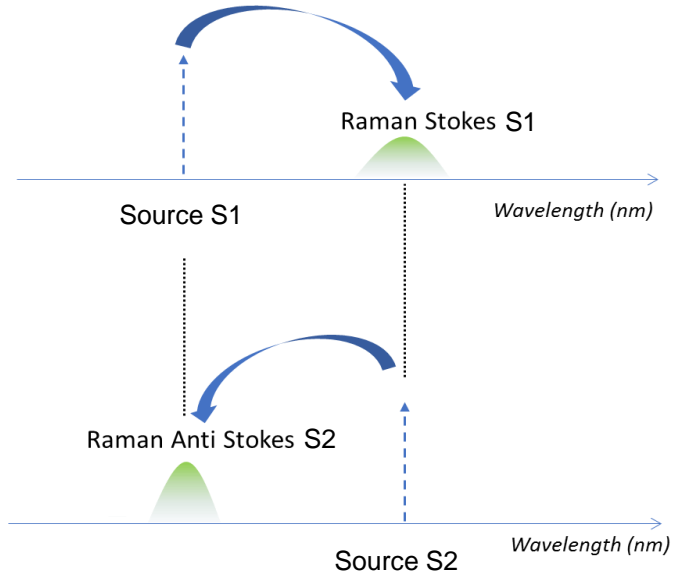 Raman Stokes S1
Source S1
Wavelength (nm)
Raman Anti Stokes S2
Source S2
Wavelength (nm)